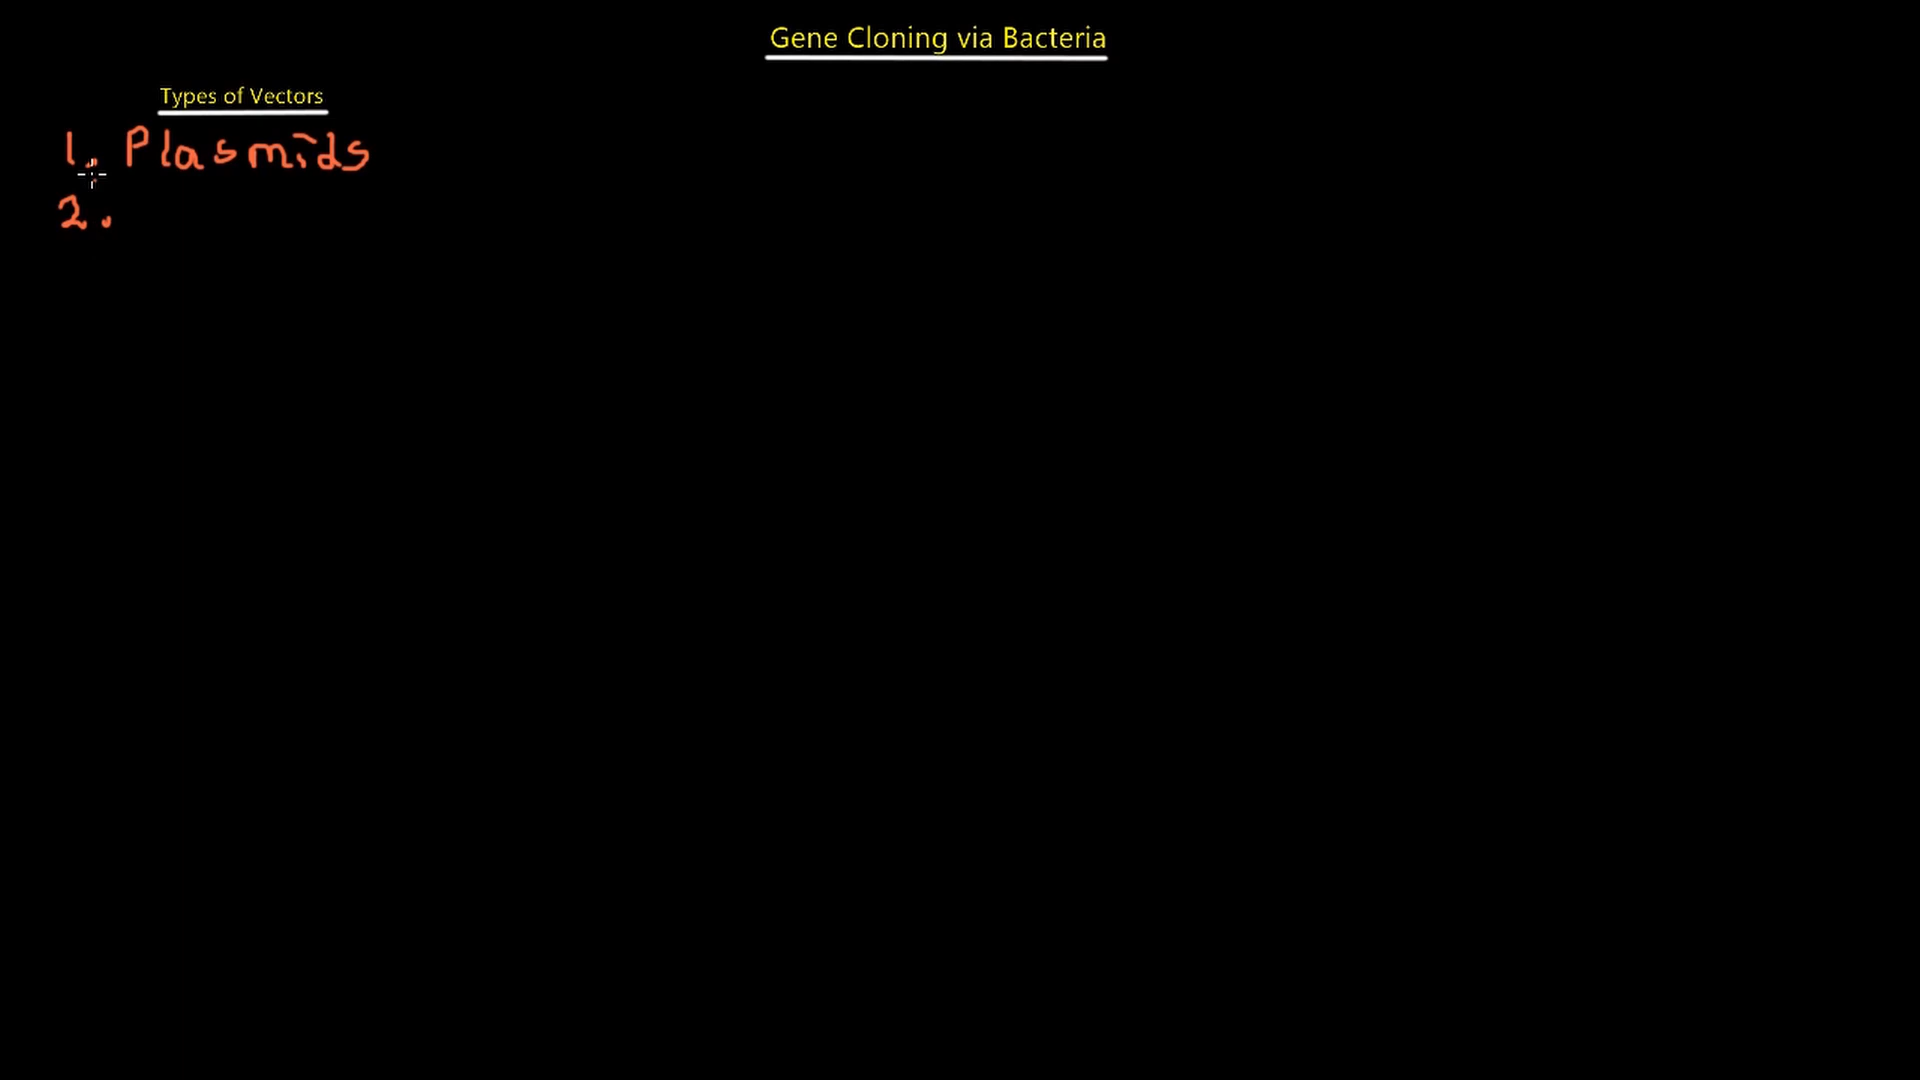 Gene Cloning via Bacteria
Types of Vectors
1. Plasmids
2.